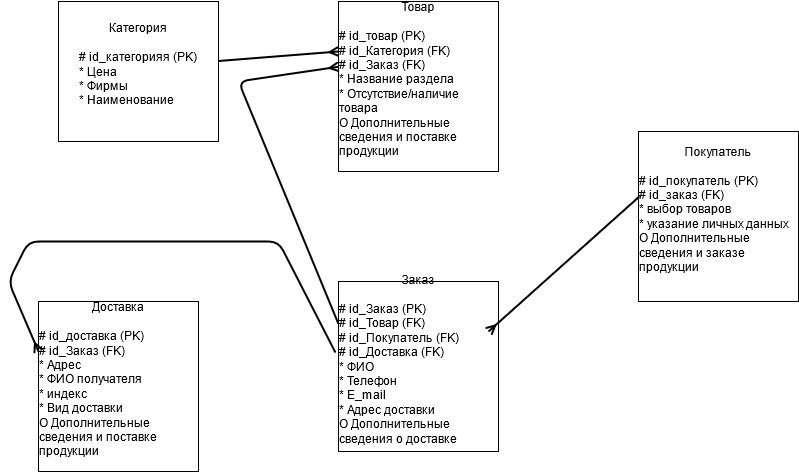 Категория
# id_категорияя (PK)
* Цена
* Фирмы
* Наименование
Товар
# id_товар (PK)
# id_Категория (FK)
# id_Заказ (FK)
* Название раздела
* Отсутствие/наличие
товара
О Дополнительные
сведения и поставке
продукции
Покупатель
# id_покупатель (PK)
# id_заказ (FK)
* выбор товаров
* указание личных данных
О Дополнительные
сведения и заказе
продукции
Доставка
# id_доставка (PK)
# id_Заказ (FK)
* Адрес
* ФИО получателя
* индекс
* Вид доставки
О Дополнительные
сведения и поставке
продукции
Заказ
# id_Заказ (PK)
# id_Товар (FK)
# id_Покупатель (FK)
# id_Доставка (FK)
* ФИО
* Телефон
* E_mail
* Адрес доставки
О Дополнительные
сведения о доставке